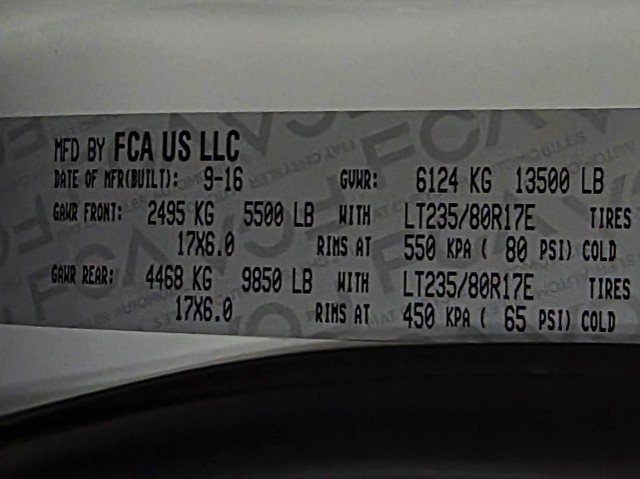 MFD BY FCA US LLC
DATE OF MFR(BUILT): 9-16 GVWR: 6124 KG 13500 LB
GAWR FRONT: 2495 KG 5500 LB WITH LT235/80R17E TIRES
17X6.0 RIMS AT 550 KPA ( 80 PSI) COLD
GAWR REAR: 4468 KG 9850 LB WITH LT235/80R17E TIRES
17X6.0 RIMS AT 450 KPA ( 65 PSI) COLD